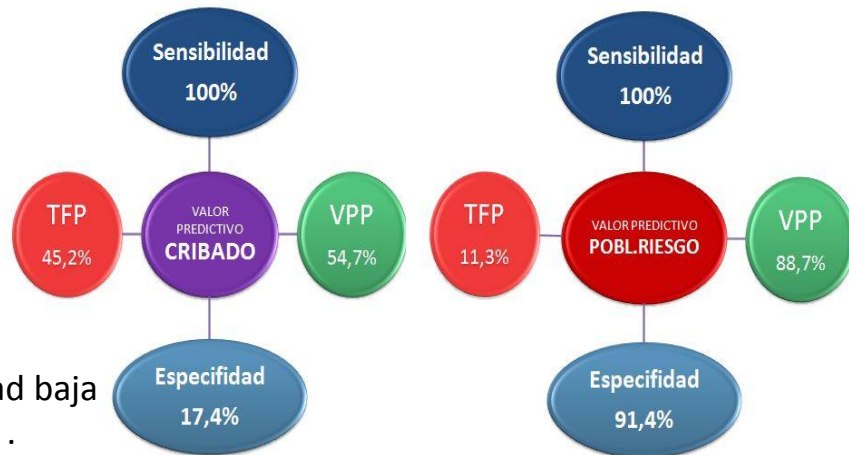 Sensibilidad
100%
TFP
45,2%
VALOR
PREDICTIVO
CRIBADO
VPP
54,7%
Especifidad
17,4%
Sensibilidad
100%
TFP
11,3%
VALOR PREDICTIVO
POBL.RIESGO
VPP
88,7%
Especifidad
91,4%
baja
.